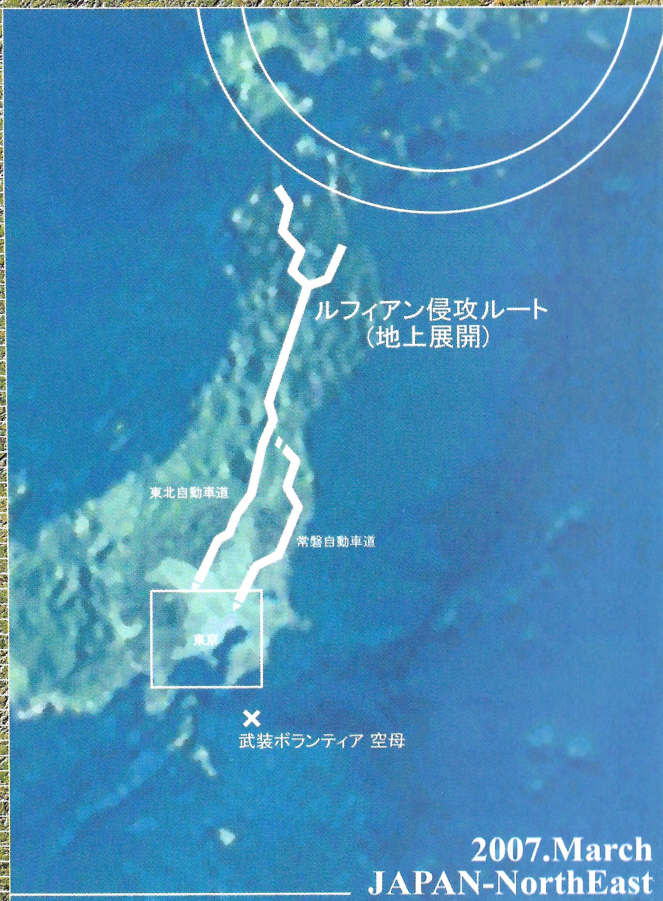 ルフィアン侵攻ルート
(地上展開)
東北自動車道
常磐自動車道
東京
武装ボランティア 空母
2007.March
JAPAN-NorthEast